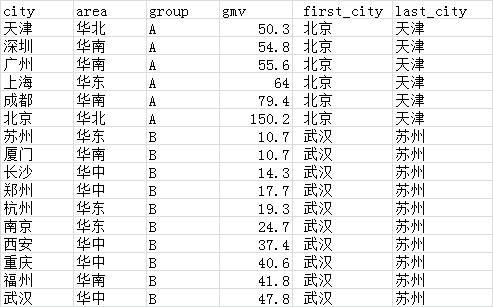 city area group gmv first_city last_city
天津 华北 A 50.3 北京 天津
深圳 华南 A 54.8 北京 天津
广州 华南 A 55.6 北京 天津
上海 华东 A 64 北京 天津
成都 华南 A 79.4 北京 天津
北京 华北 A 150.2 北京 天津
苏州 华东 B 10.7 武汉 苏州
厦门 华南 B 10.7 武汉 苏州
长沙 华中 B 14.3 武汉 苏州
郑州 华中 B 17.7 武汉 苏州
杭州 华东 B 19.3 武汉 苏州
南京 华东 B 24.7 武汉 苏州
西安 华中 B 37.4 武汉 苏州
重庆 华中 B 40.6 武汉 苏州
福州 华南 B 41.8 武汉 苏州
武汉 华中 B 47.8 武汉 苏州